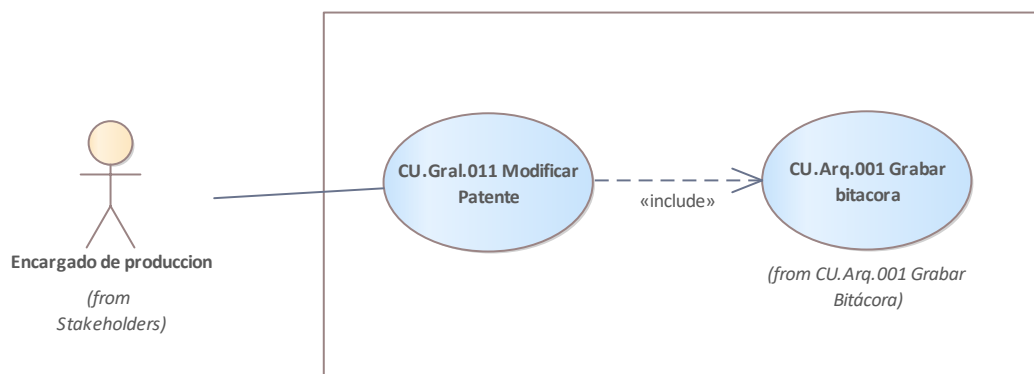 CU.Gral.011 Modificar
Patente
CU.Arq.001 Grabar
bitacora
«include»
Encargado de produccion
(from
Stakeholders)
(from CU.Arq.001 Grabar
Bitácora)